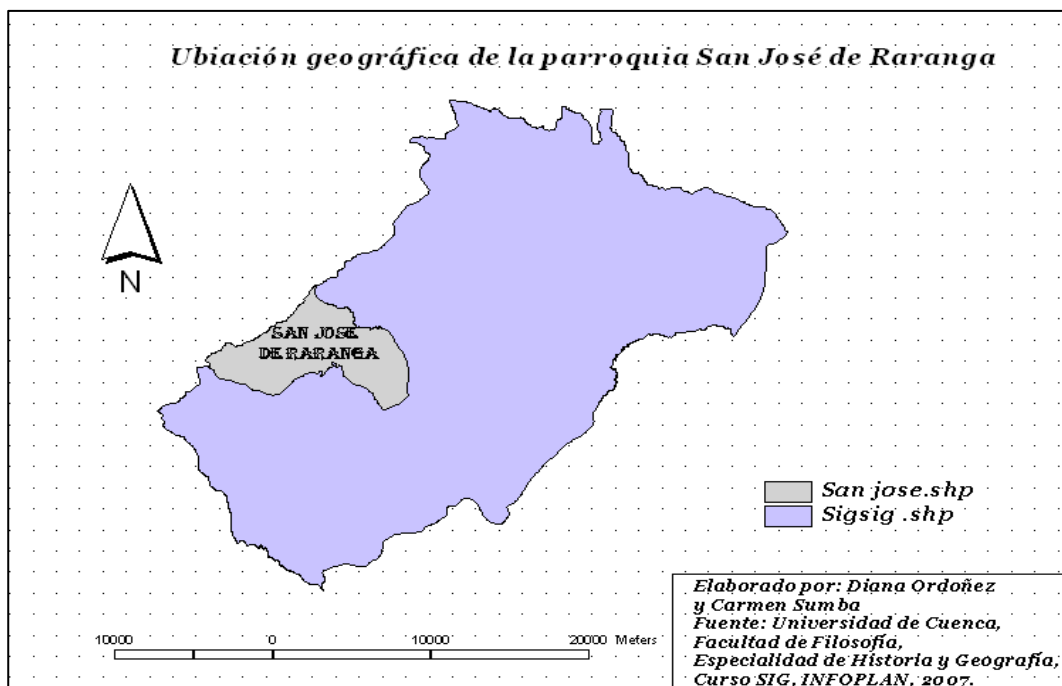 Ubiación geográfica de la parroquia San José de Raranga
N
SAN JOSE
DE RARANGA
San jose.shp
Sigsig .shp
10000 0 10000 20000 Meters
Elaborado por: Diana Ordoñez
y Carmen Sumba
Fuente: Universidad de Cuenca,
Facultad de Filosofía,
Especialidad de Historia y Geografía,
Curso SIG, INFOPLAN, 2007.